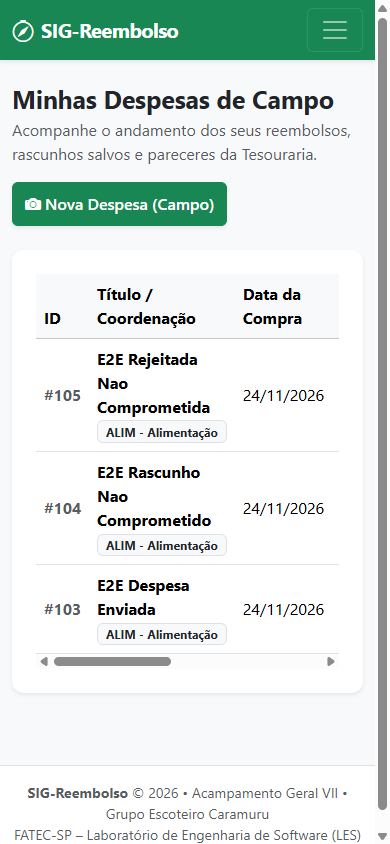 SIG-Reembolso
Minhas Despesas de Campo
Acompanhe o andamento dos seus reembolsos,
rascunhos salvos e pareceres da Tesouraria.
Nova Despesa (Campo)
ID
Título /
Coordenação
Data da
Compra
#105
E2E Rejeitada
Nao
Comprometida
ALIM - Alimentação
24/11/2026
#104
E2E Rascunho
Nao
Comprometido
ALIM - Alimentação
24/11/2026
#103
E2E Despesa
Enviada
ALIM - Alimentação
24/11/2026
SIG-Reembolso © 2026 • Acampamento Geral VII •
Grupo Escoteiro Caramuru
FATEC-SP – Laboratório de Engenharia de Software (LES)